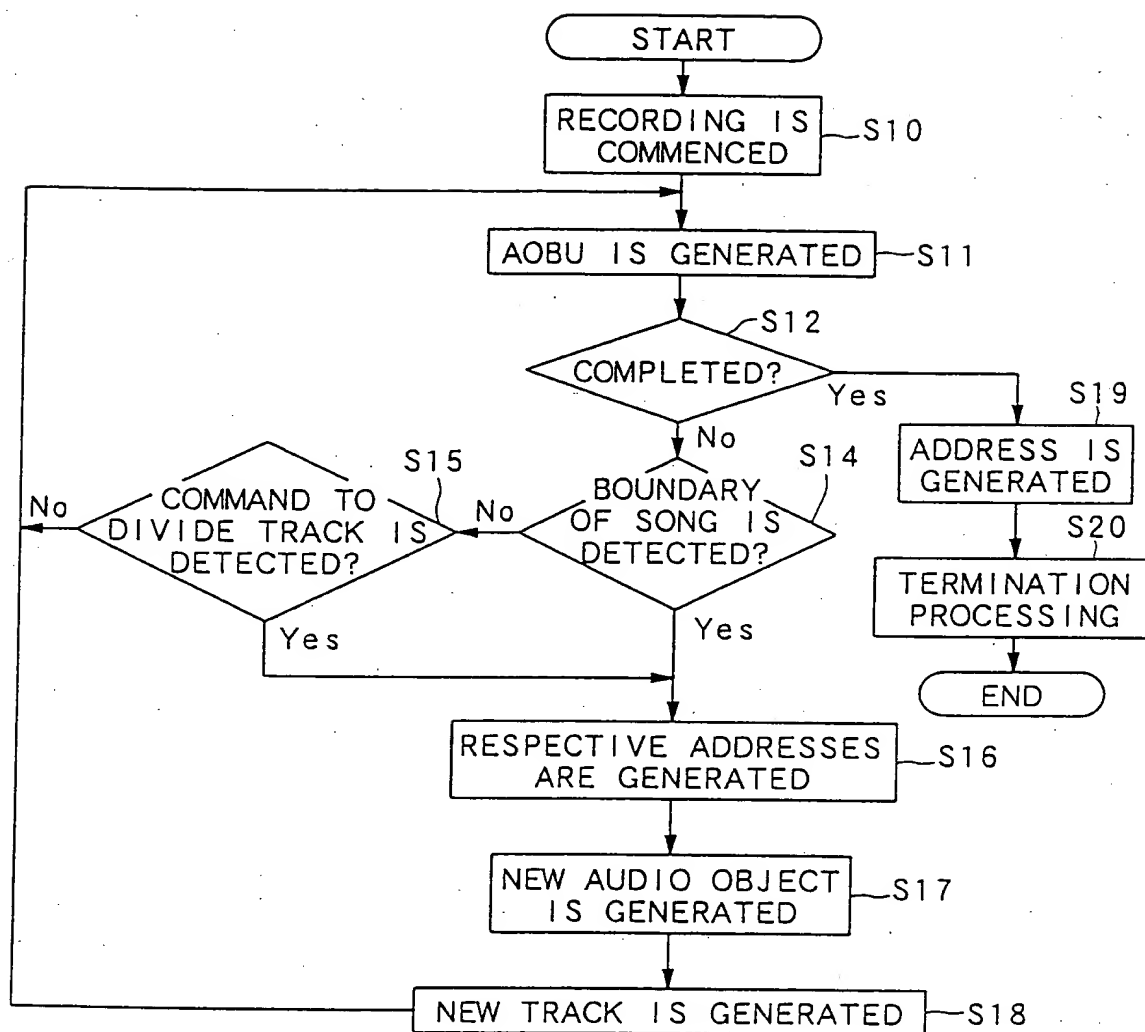 START
RECORDING IS
COMMENCED
S10
AOBU IS GENERATED
S11
S12
COMPLETED?
Yes
No
S19
ADDRESS IS
GENERATED
S20
TERMINATION
PROCESSING
END
S14
BOUNDARY
OF SONG IS
DETECTED?
No
Yes
S15
COMMAND TO
DIVIDE TRACK IS
DETECTED?
No
Yes
RESPECTIVE ADDRESSES
ARE GENERATED
S16
NEW AUDIO OBJECT
IS GENERATED
S17
NEW TRACK IS GENERATED
S18